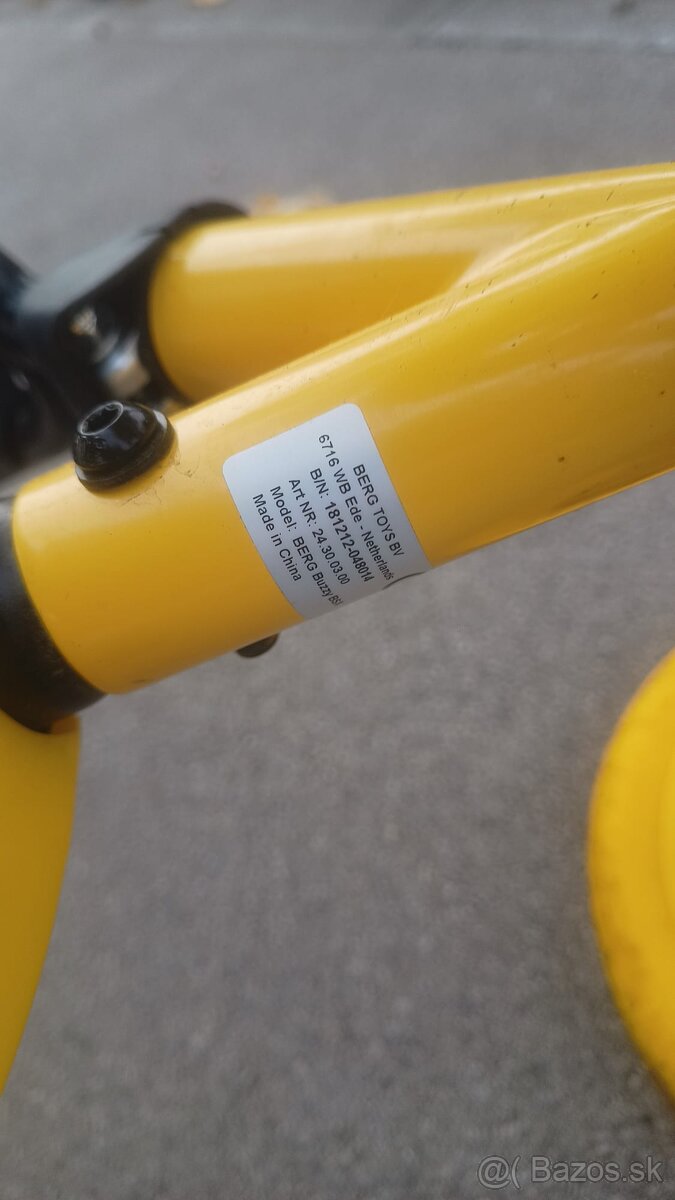 BERG TOYS BV
6716 WB Ede - Netherlands
B/N: 181212-048014
Art NR: 24.30.03.00
Model: BERG Buzzy
Made in China
@( Bazos.sk